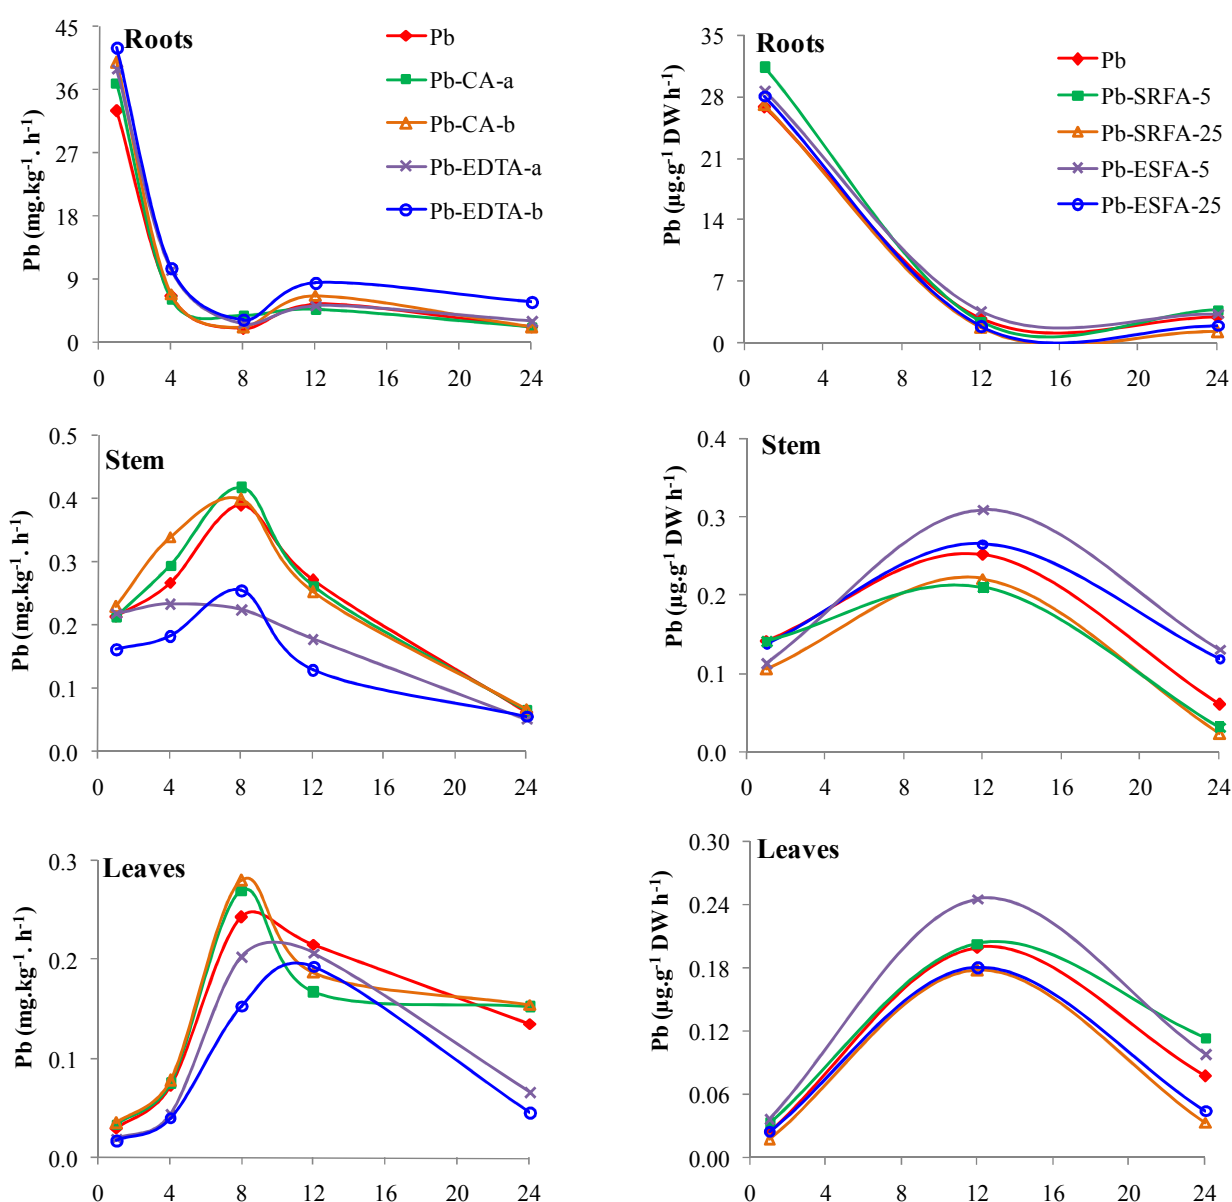 Roots
Pb (mg.kg⁻¹. h⁻¹)
45
36
27
18
9
0
0 4 8 12 16 20 24
Pb
Pb-CA-a
Pb-CA-b
Pb-EDTA-a
Pb-EDTA-b
Roots
Pb (µg.g⁻¹ DW h⁻¹)
35
28
21
14
7
0
0 4 8 12 16 20 24
Pb
Pb-SRFA-5
Pb-SRFA-25
Pb-ESFA-5
Pb-ESFA-25
Stem
Pb (mg.kg⁻¹. h⁻¹)
0.5
0.4
0.3
0.2
0.1
0.0
0 4 8 12 16 20 24
Stem
Pb (µg.g⁻¹ DW h⁻¹)
0.4
0.3
0.2
0.1
0.0
0 4 8 12 16 20 24
Leaves
Pb (mg.kg⁻¹. h⁻¹)
0.3
0.2
0.1
0.0
0 4 8 12 16 20 24
Leaves
Pb (µg.g⁻¹ DW h⁻¹)
0.30
0.24
0.18
0.12
0.06
0.00
0 4 8 12 16 20 24